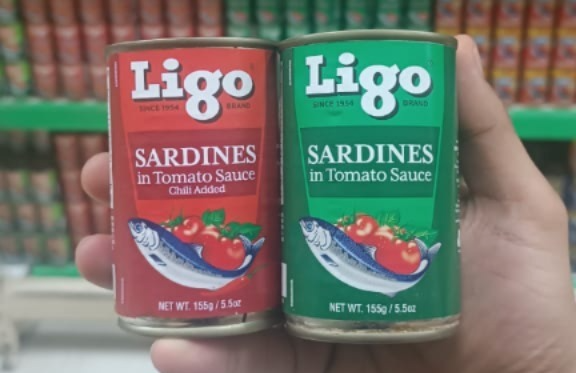 Ligo
SINCE 1954 BRAND
SARDINES
in Tomato Sauce
Chili Added
NET WT. 155g / 5.5oz
Ligo
SINCE 1954 BRAND
SARDINES
in Tomato Sauce
NET WT. 155g / 5.5oz